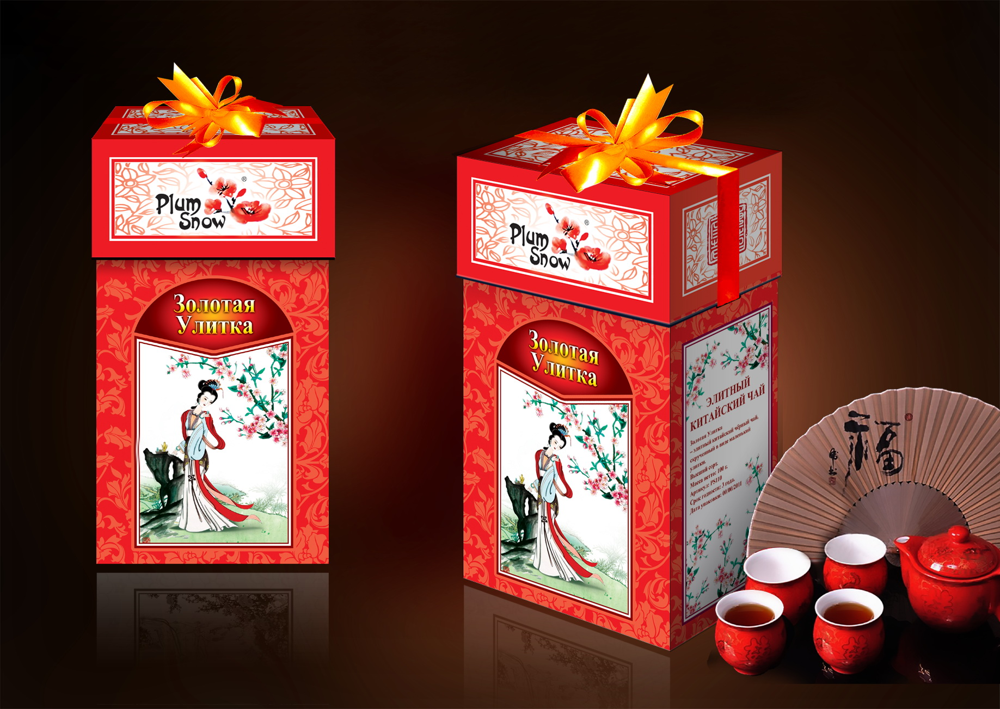 Plum
Snow
®
Золотая
Улитка
Plum
Snow
®
Золотая
Улитка
ЭЛИТНЫЙ
КИТАЙСКИЙ ЧАЙ
Золотая Улитка
– элитный китайский чёрный чай,
скрученный в виде маленькой
улитки.
Высший сорт.
Масса нетто: 100 г.
Артикул: PS110
Срок годности: 3 года.
Дата упаковки: 00/00/2011
福